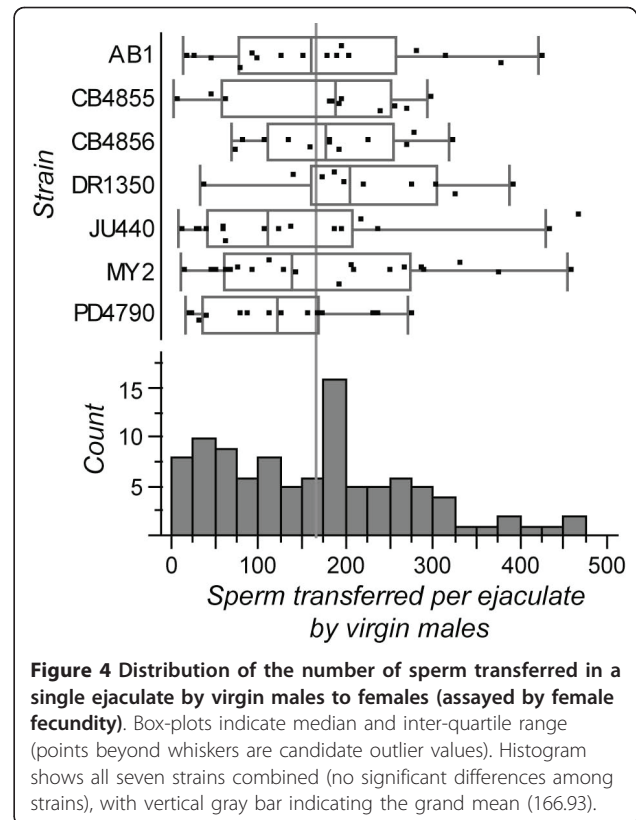 Strain
AB1
CB4855
CB4856
DR1350
JU440
MY2
PD4790
Count
15
10
5
0 100 200 300 400 500
Sperm transferred per ejaculate
by virgin males
Figure 4 Distribution of the number of sperm transferred in a
single ejaculate by virgin males to females (assayed by female
fecundity). Box-plots indicate median and inter-quartile range
(points beyond whiskers are candidate outlier values). Histogram
shows all seven strains combined (no significant differences among
strains), with vertical gray bar indicating the grand mean (166.93).